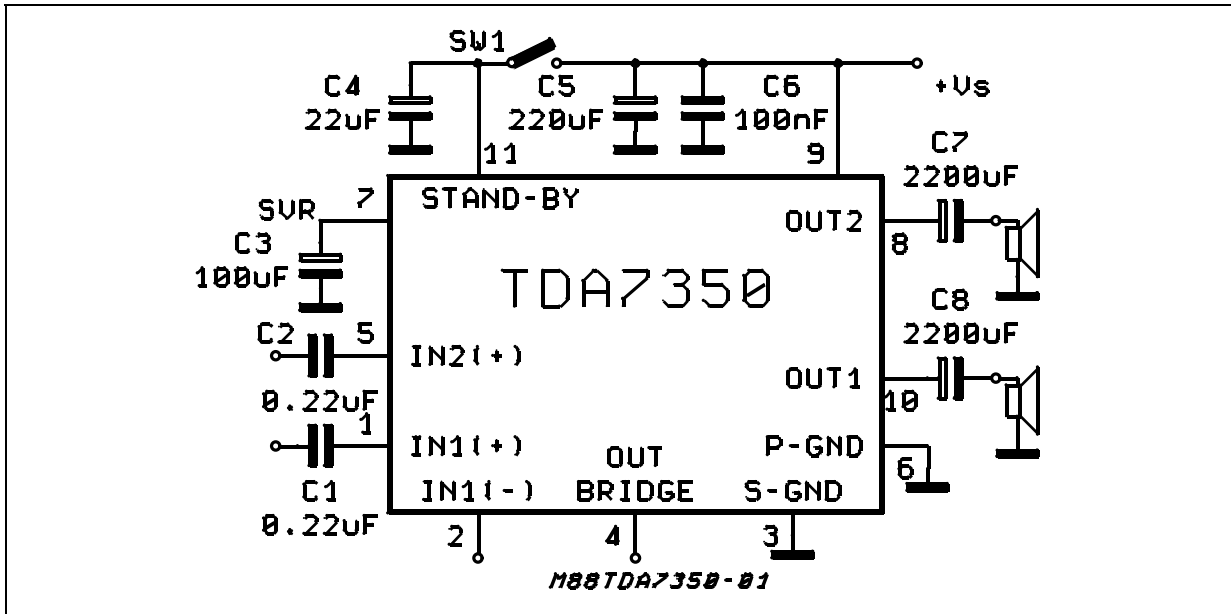 SW1
C4
22uF
C5
220uF
C6
100nF
+Vs
11
9
C7
2200uF
7
STAND-BY
SVR
OUT2
8
C3
100uF
TDA7350
C8
2200uF
C2
5
IN2(+)
0.22uF
OUT1
10
1
IN1(+)
OUT
BRIDGE
P-GND
6
C1
0.22uF
IN1(-)
S-GND
2
4
3
M88TDA7350-01